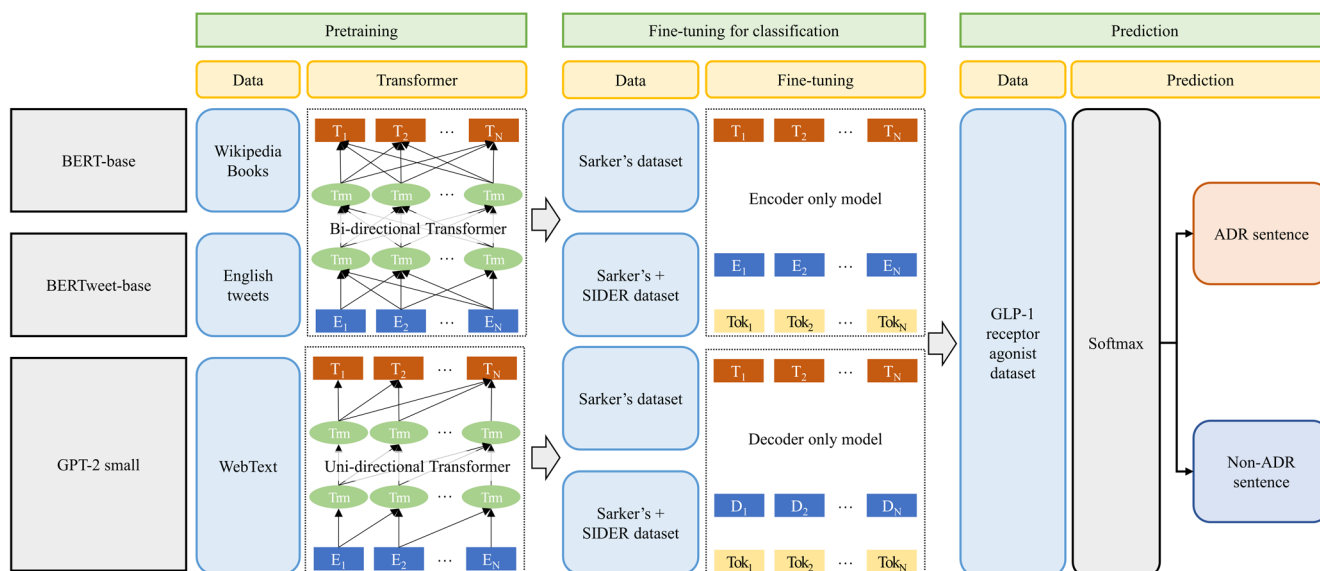 Pretraining
Fine-tuning for classification
Prediction
Data
Transformer
Data
Fine-tuning
Data
Prediction
BERT-base
Wikipedia
Books
T1 T2 ... TN
Trm Trm ... Trm
Bi-directional Transformer
Trm Trm ... Trm
E1 E2 ... EN
BERTweet-base
English
tweets
Sarker's dataset
Sarker's +
SIDER dataset
T1 T2 ... TN
Encoder only model
E1 E2 ... EN
Tok1 Tok2 ... TokN
GPT-2 small
WebText
T1 T2 ... TN
Trm Trm ... Trm
Uni-directional Transformer
Trm Trm ... Trm
E1 E2 ... EN
Sarker's dataset
Sarker's +
SIDER dataset
T1 T2 ... TN
Decoder only model
D1 D2 ... DN
Tok1 Tok2 ... TokN
GLP-1
receptor
agonist
dataset
Softmax
ADR sentence
Non-ADR
sentence